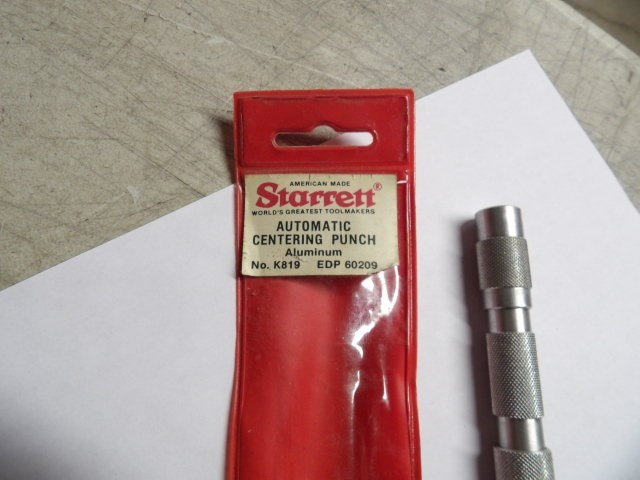 AMERICAN MADE
Starrett®
WORLD'S GREATEST TOOLMAKERS
AUTOMATIC
CENTERING PUNCH
Aluminum
No. K819 EDP 60209